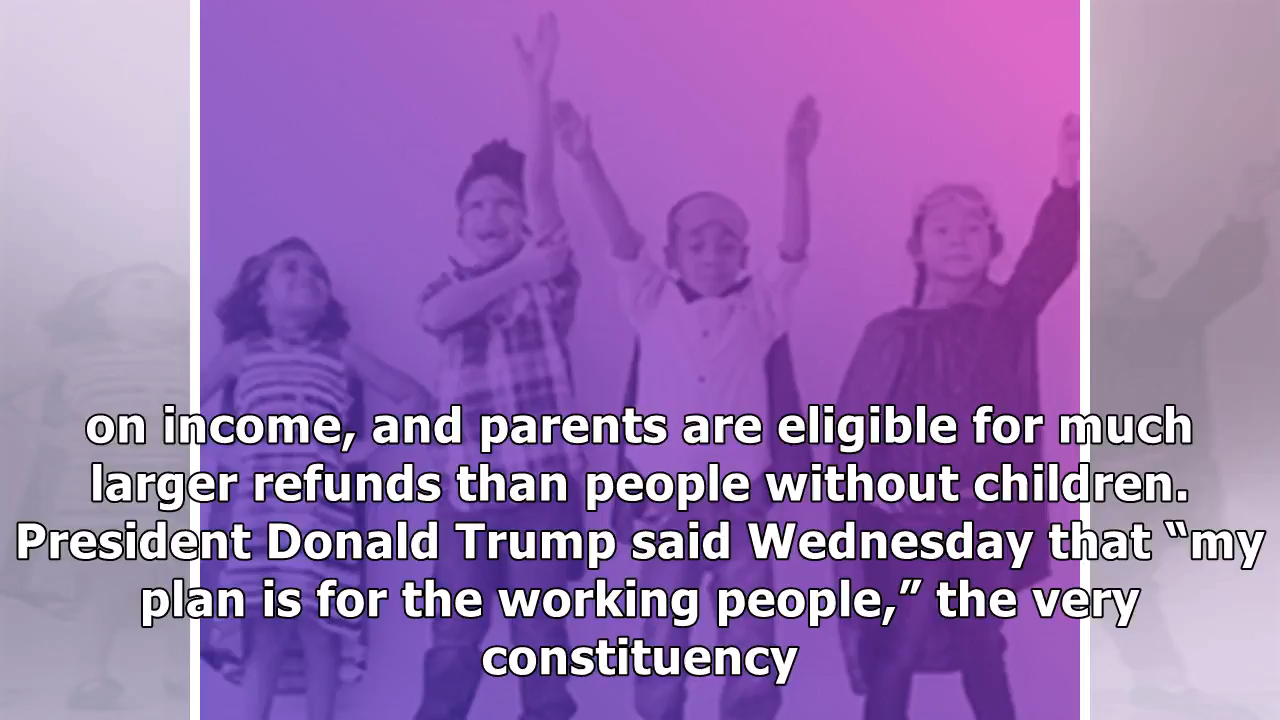 on income, and parents are eligible for much
larger refunds than people without children.
President Donald Trump said Wednesday that “my
plan is for the working people,” the very
constituency